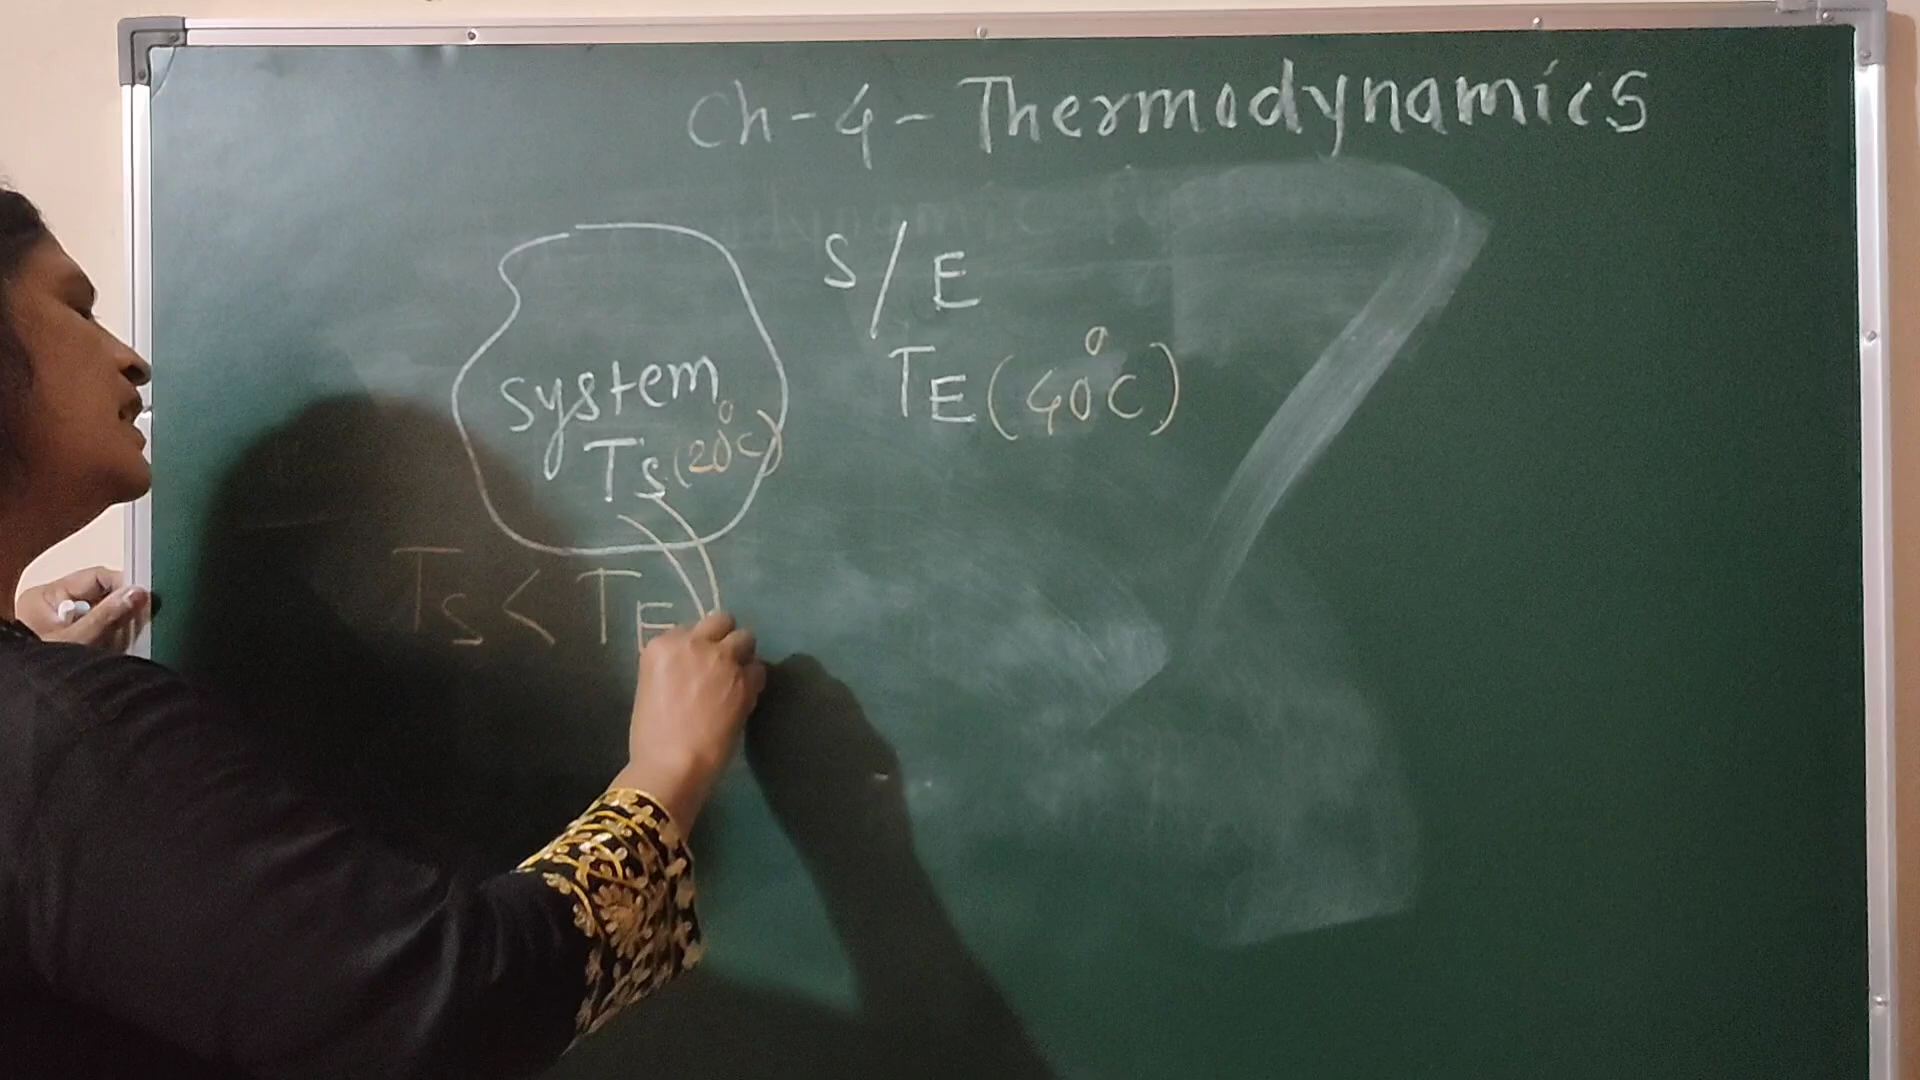 Ch-4- Thermodynamics
S/E
TE (40°C)
system
Ts (20°C)
Ts < TE